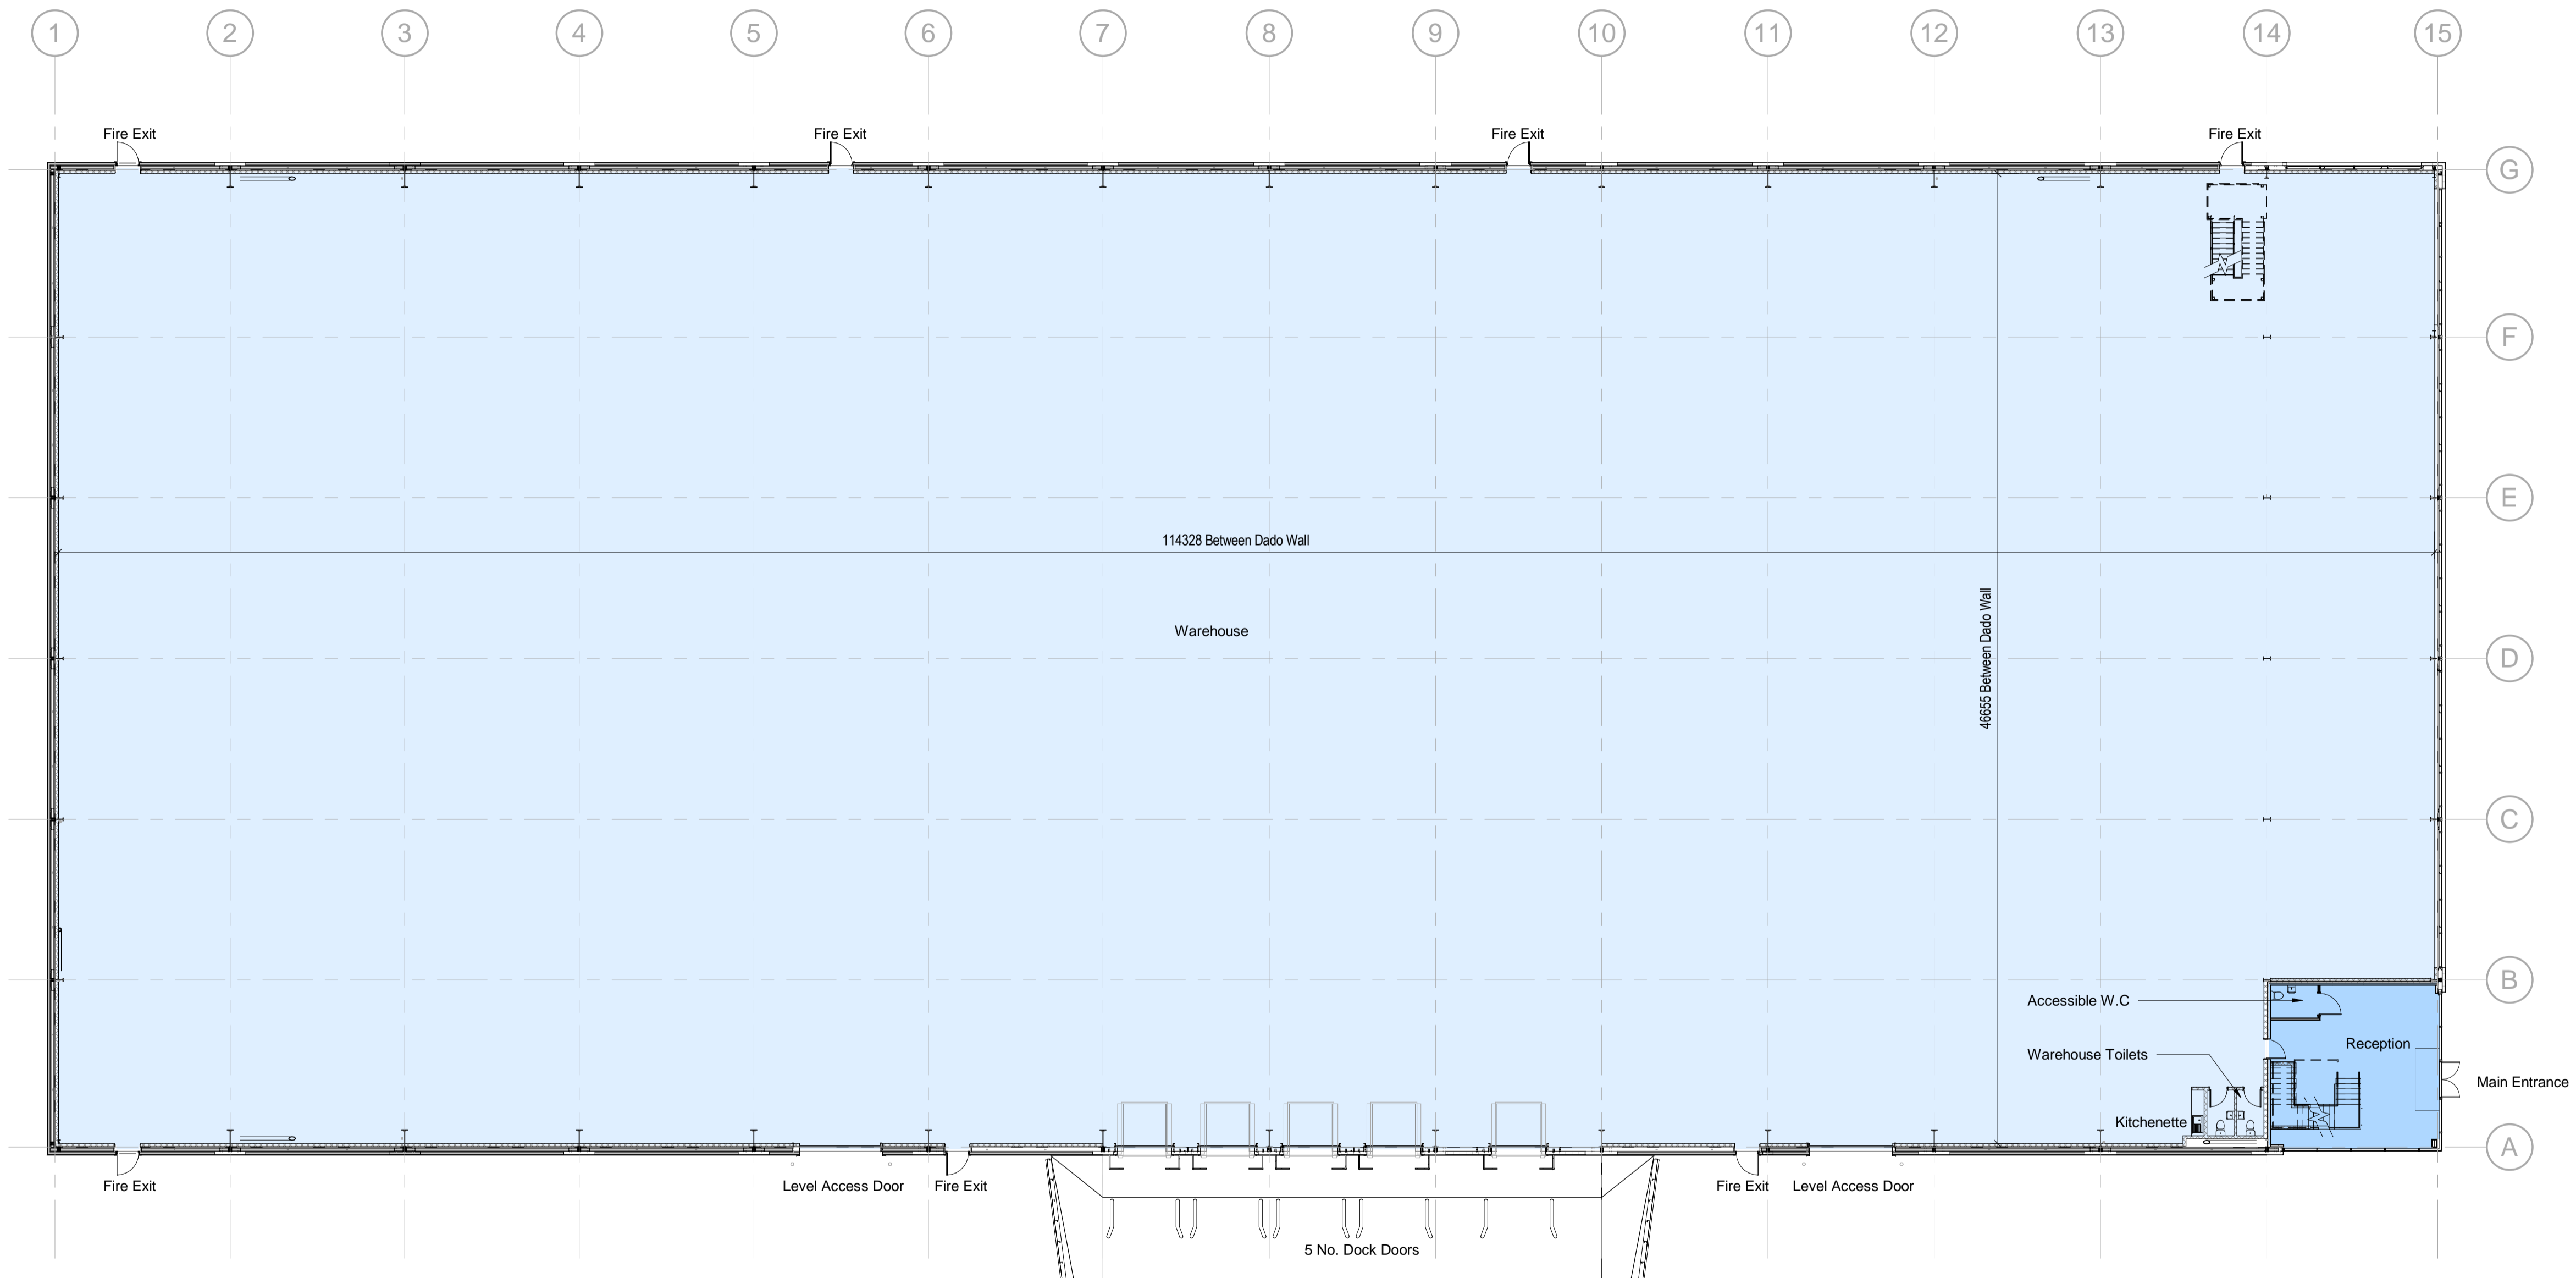 1 2 3 4 5 6 7 8 9 10 11 12 13 14 15
Fire Exit
Fire Exit
Fire Exit
Fire Exit
G
F
E
114328 Between Dado Wall
46655 Between Dado Wall
Warehouse
D
C
B
Accessible W.C
Reception
Warehouse Toilets
Main Entrance
Kitchenette
A
Fire Exit
Level Access Door
Fire Exit
Fire Exit
Level Access Door
5 No. Dock Doors